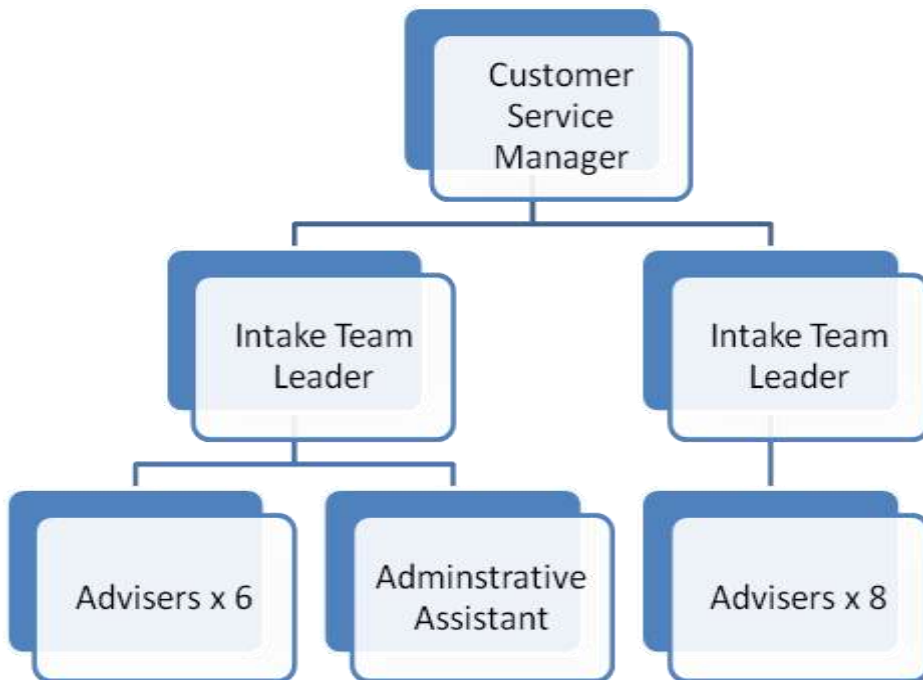 Customer
Service
Manager
Intake Team
Leader
Intake Team
Leader
Advisers x 6
Adminstrative
Assistant
Advisers x 8